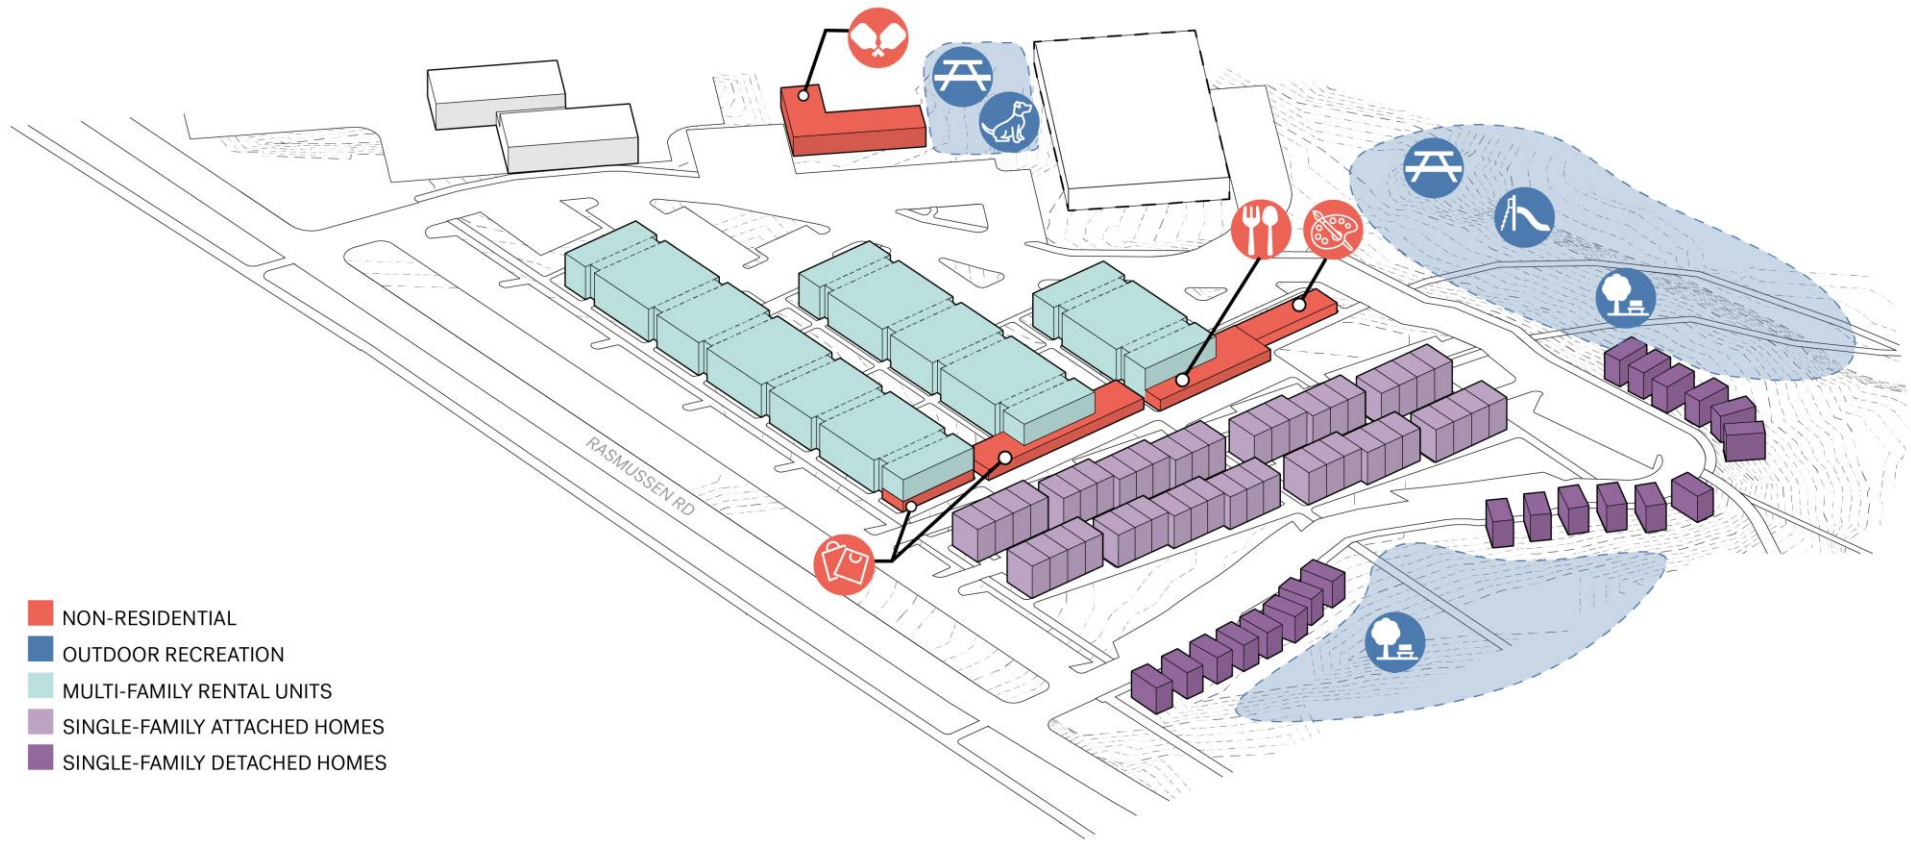 RASMUSSEN RD
NON-RESIDENTIAL
OUTDOOR RECREATION
MULTI-FAMILY RENTAL UNITS
SINGLE-FAMILY ATTACHED HOMES
SINGLE-FAMILY DETACHED HOMES